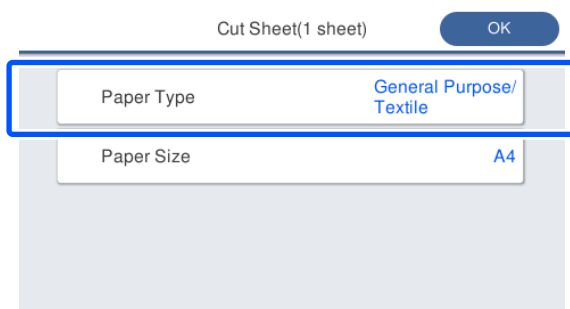 Cut Sheet(1 sheet)
OK
Paper Type
General Purpose/
Textile
Paper Size
A4